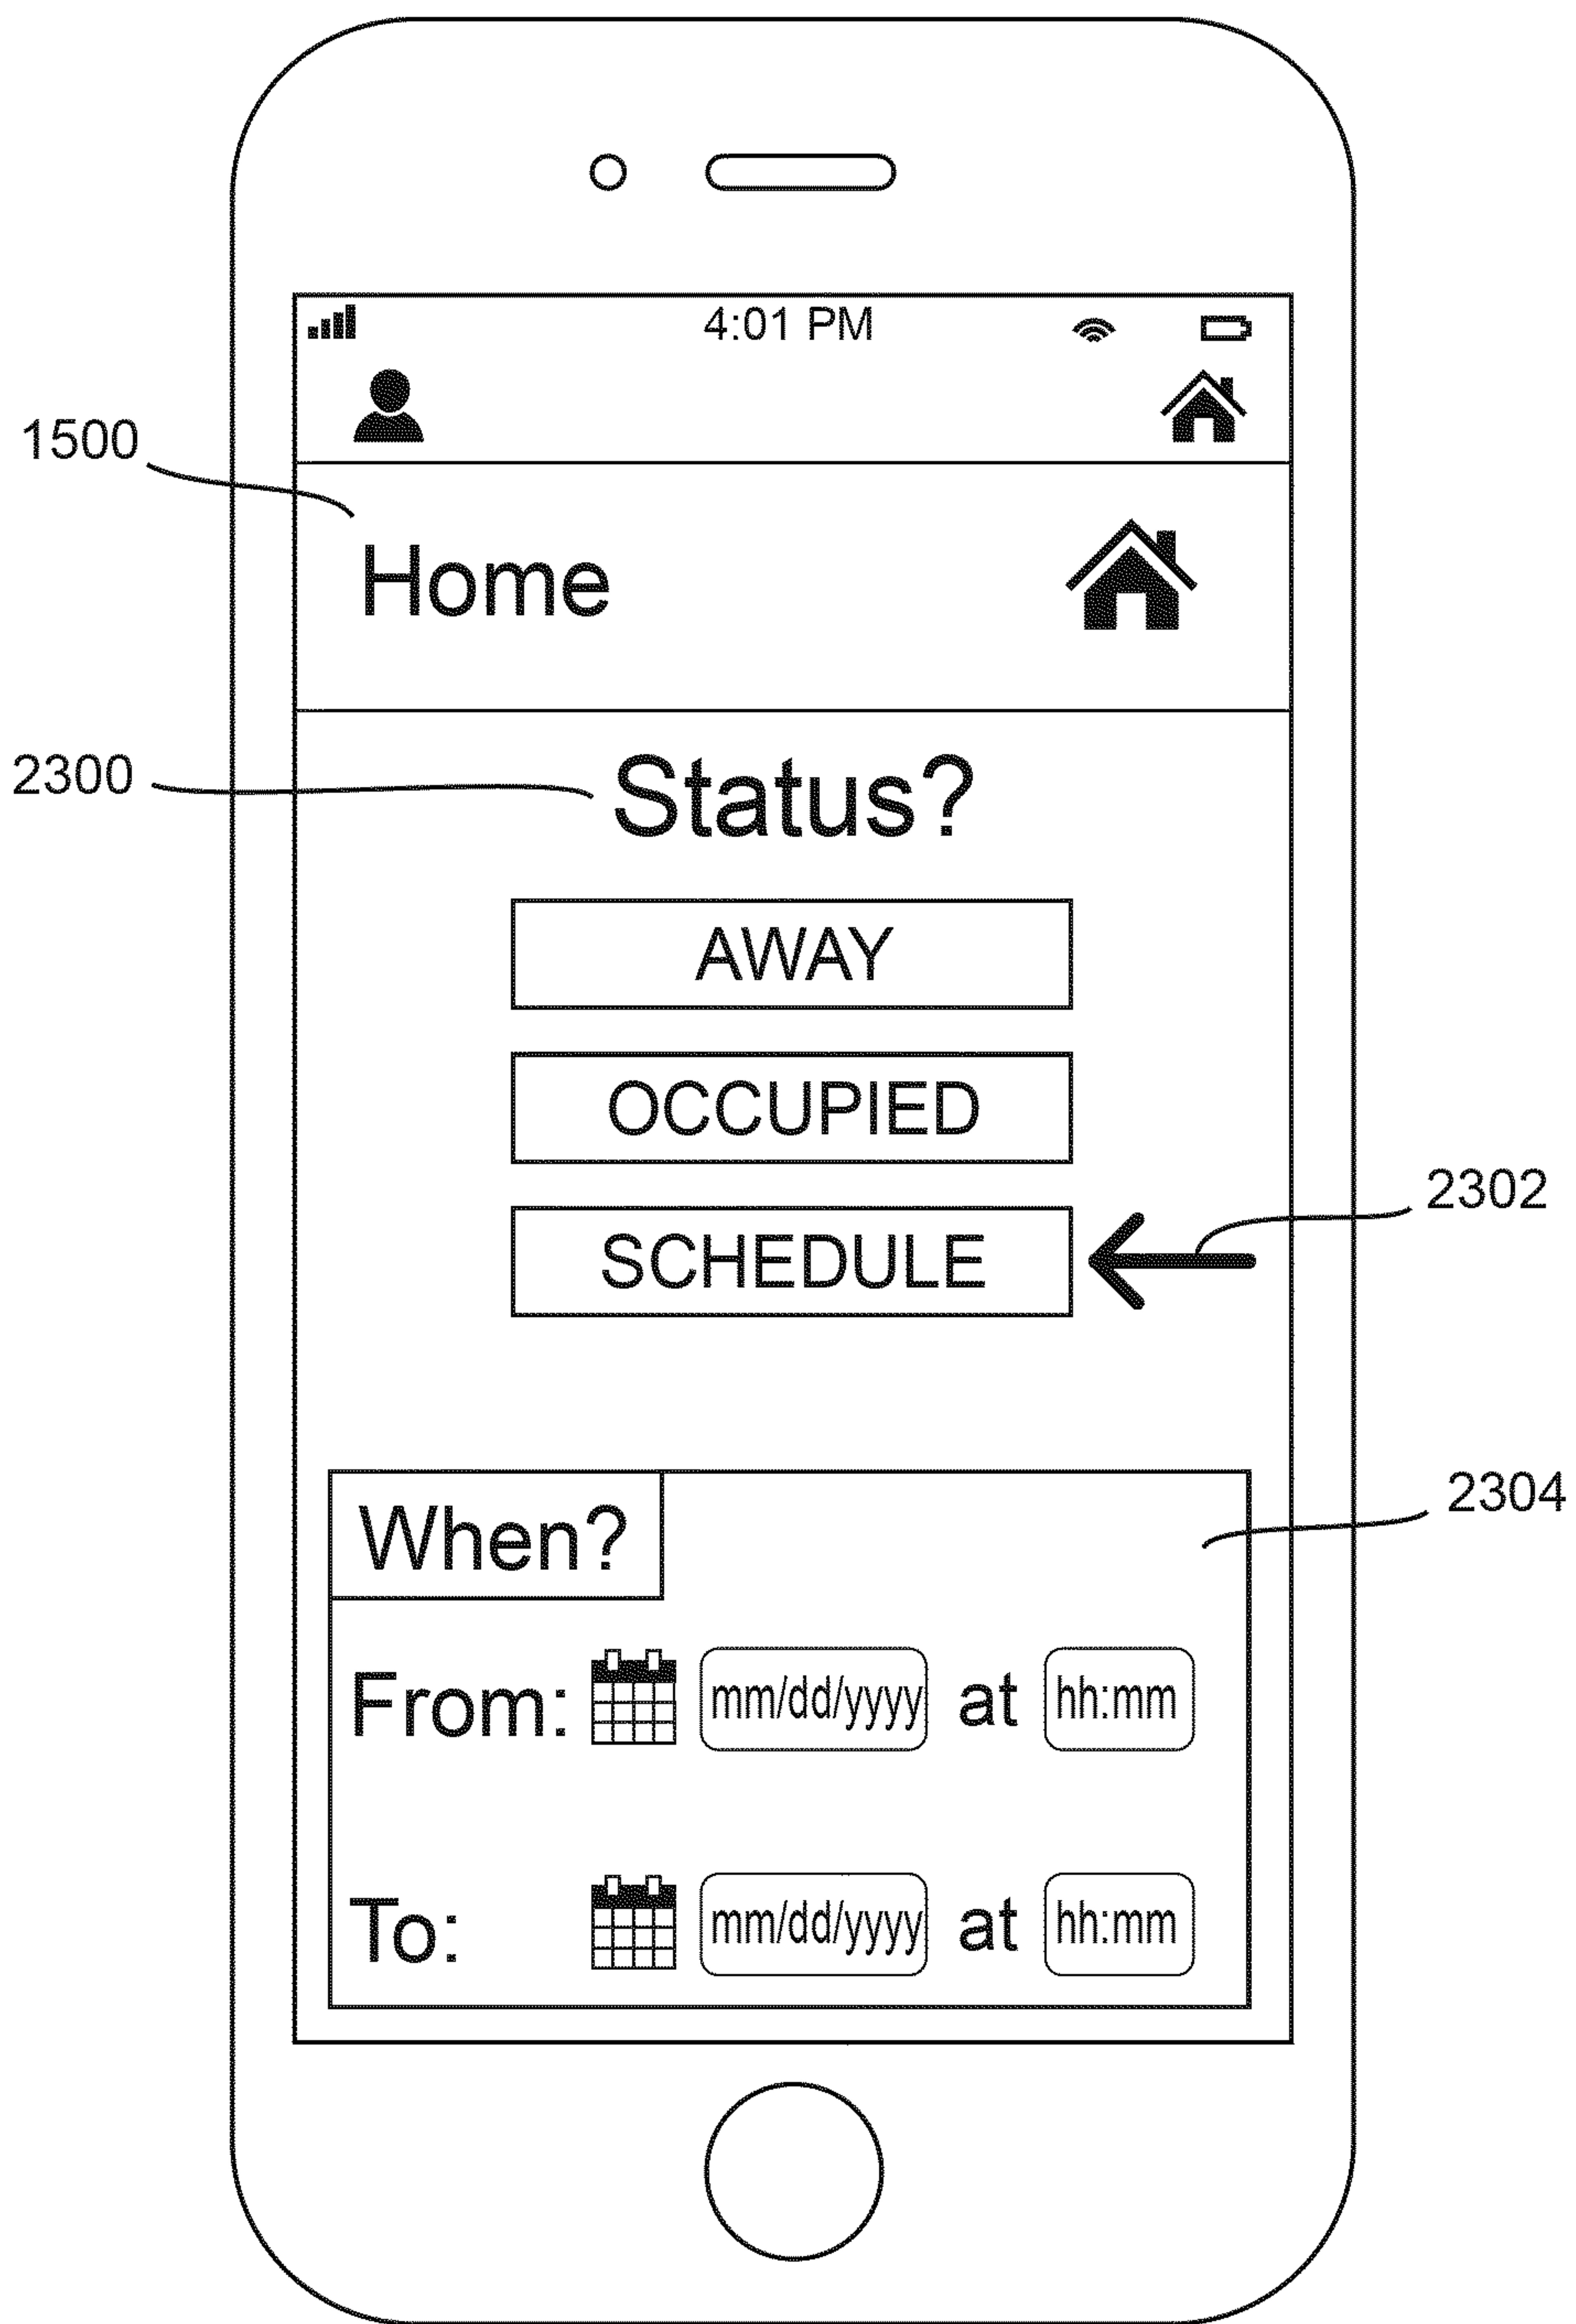 4:01 PM
1500
Home
2300
Status?
AWAY
OCCUPIED
2302
SCHEDULE
2304
When?
From: mm/dd/yyyy at hh:mm
To: mm/dd/yyyy at hh:mm